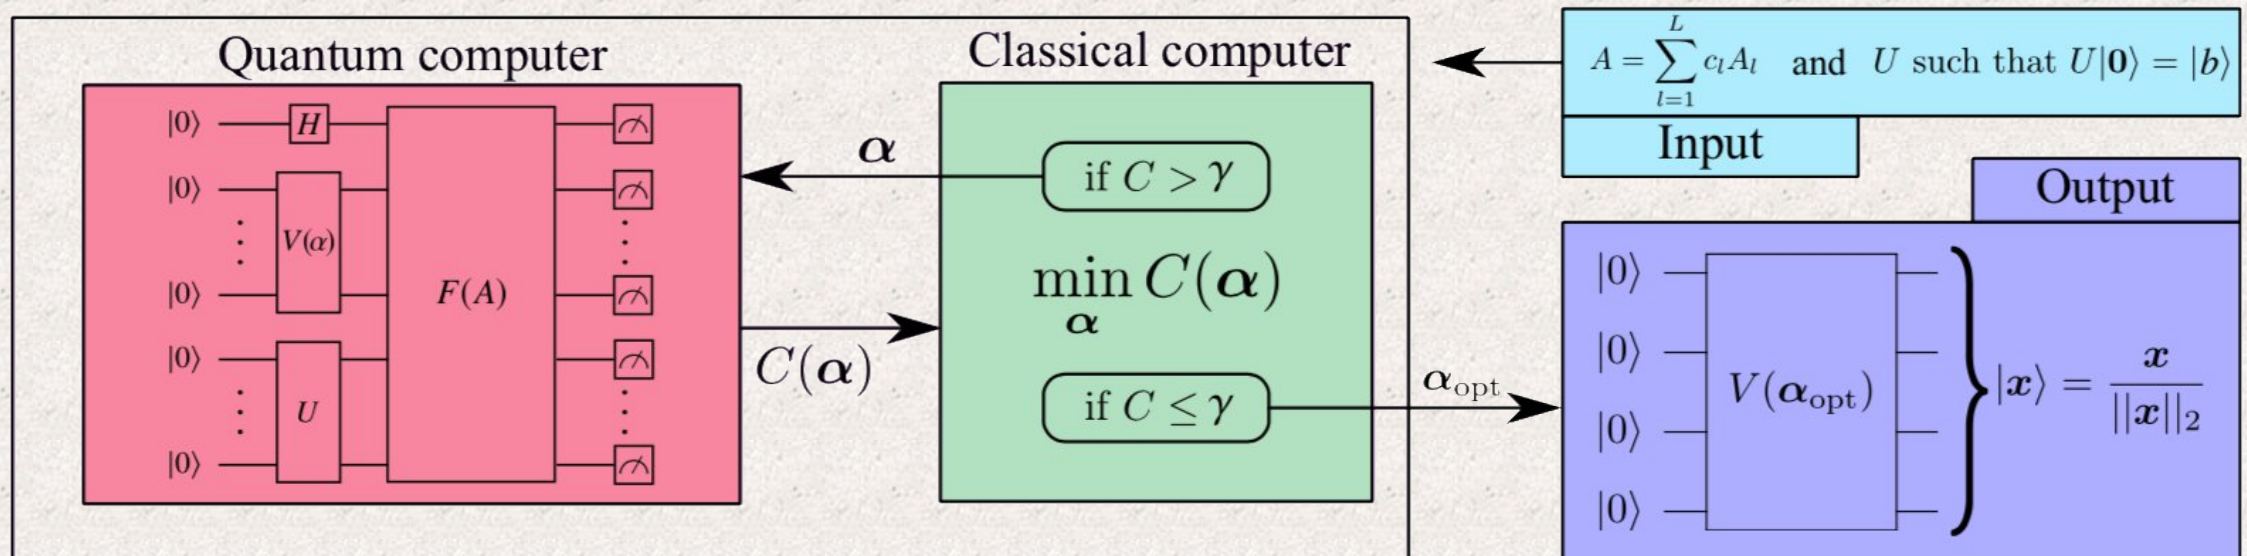 Quantum computer
|0⟩ H
|0⟩
V(α)
|0⟩
F(A)
|0⟩
U
|0⟩
α
C(α)
Classical computer
if C > γ
min C(α)
α
if C ≤ γ
α_opt
A = ∑_{l=1}^{L} c_l A_l and U such that U|0⟩ = |b⟩
Input
Output
|0⟩
|0⟩
|0⟩
|0⟩
V(α_opt)
|x⟩ = x / ||x||₂